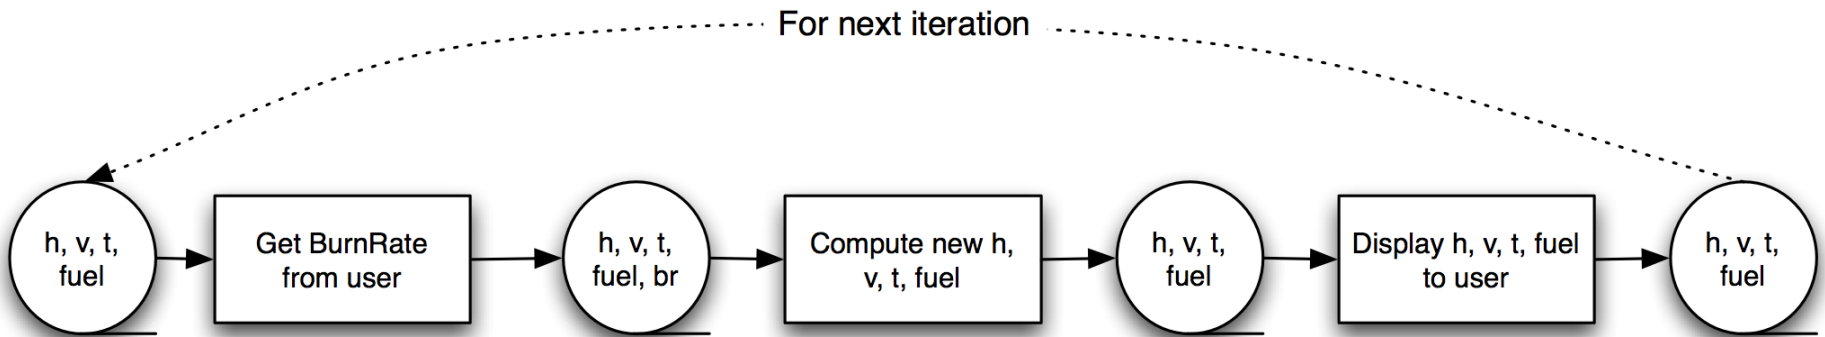 For next iteration
h, v, t,
fuel
Get BurnRate
from user
h, v, t,
fuel, br
Compute new h,
v, t, fuel
h, v, t,
fuel
Display h, v, t, fuel
to user
h, v, t,
fuel